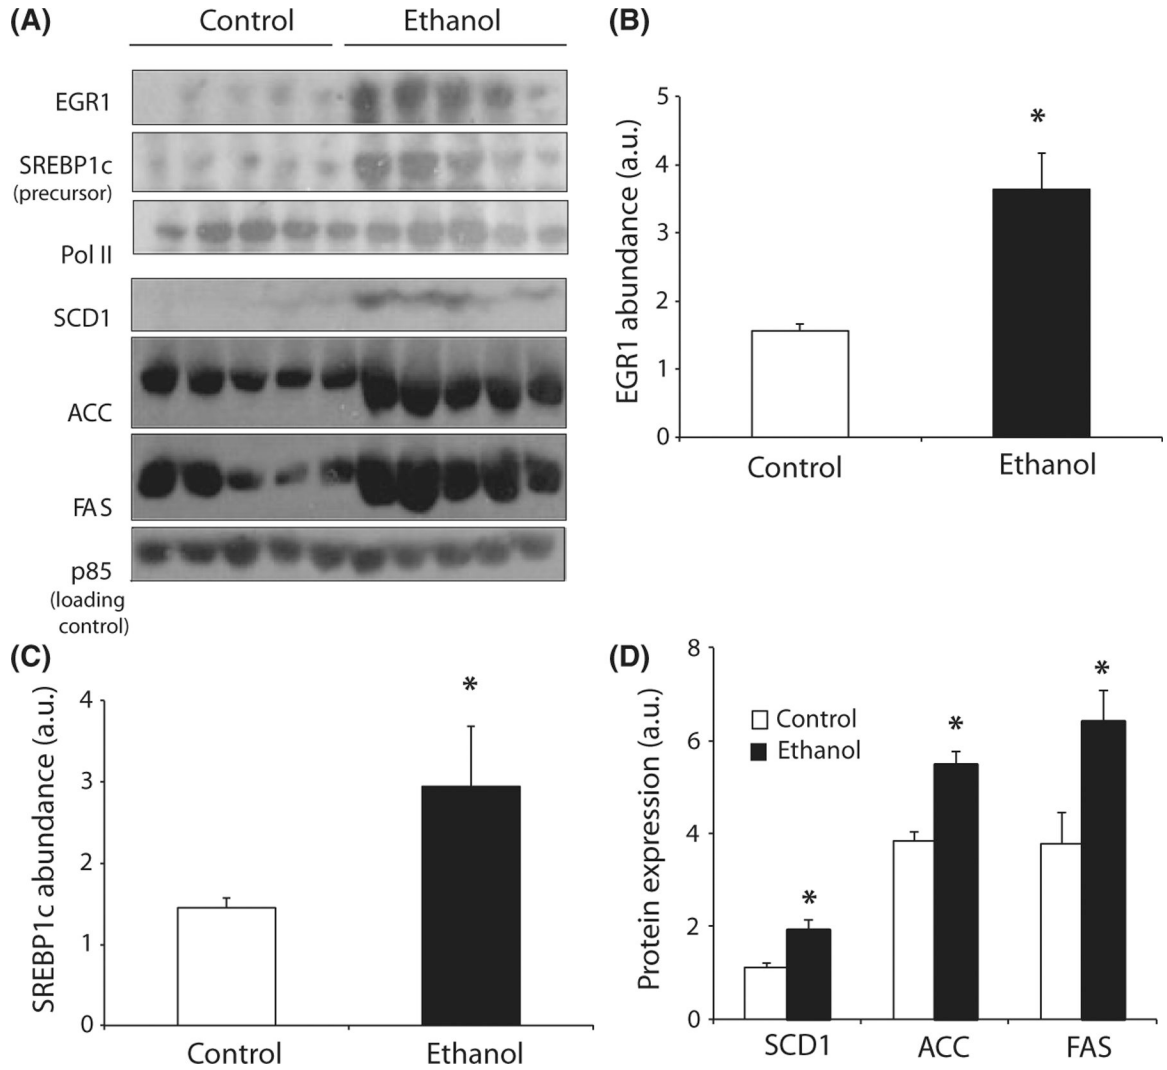 (A)
Control Ethanol
EGR1
SREBP1c
(precursor)
Pol II
SCD1
ACC
FAS
p85
(loading
control)
(B)
EGR1 abundance (a.u.)
5
4
3
2
1
0
*
Control Ethanol
(C)
SREBP1c abundance (a.u.)
4
3
2
1
0
*
Control Ethanol
(D)
Protein expression (a.u.)
8
6
4
2
0
Control
Ethanol
* * *
SCD1 ACC FAS